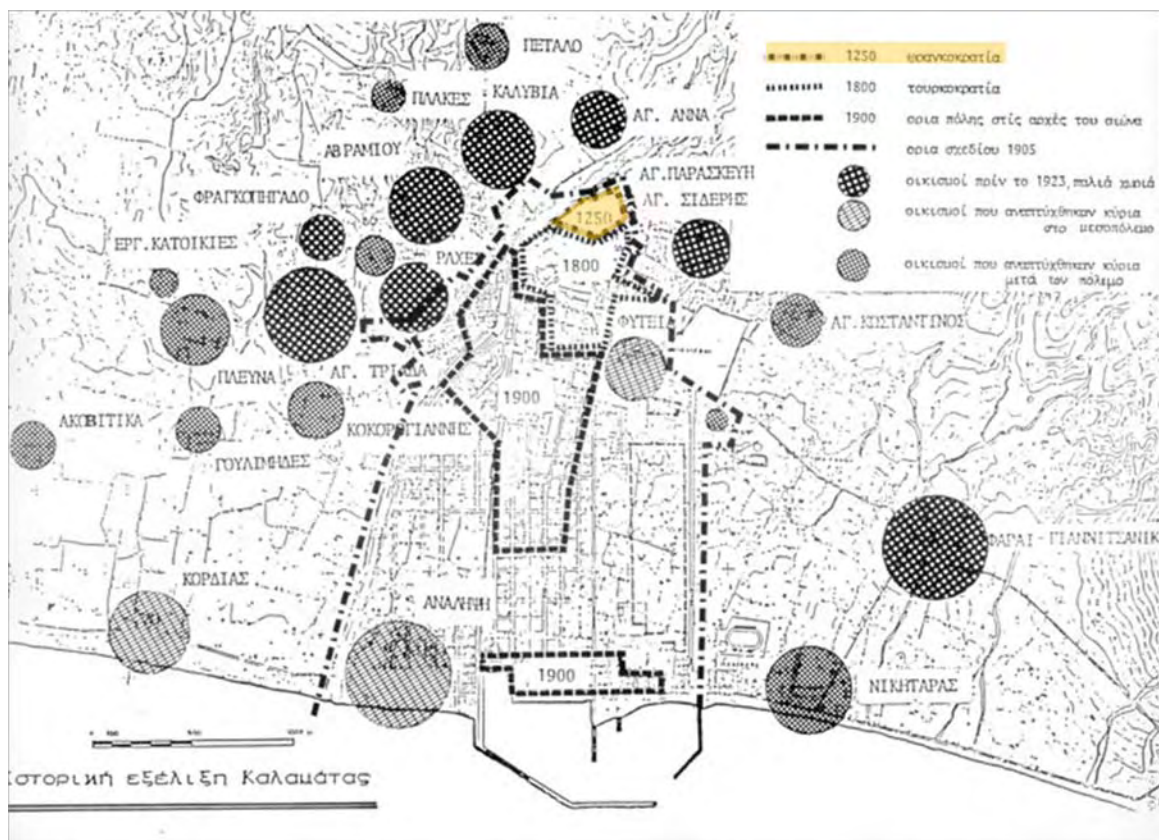 ΠΕΤΑΛΟ
ΠΛΑΚΕΣ
ΚΑΛΥΒΙΑ
ΑΓ. ΑΝΝΑ
ΑΒΡΑΜΙΟΥ
ΦΡΑΓΚΟΠΗΓΑΔΟ
ΑΓ.ΠΑΡΑΣΚΕΥΗ
ΑΓ. ΣΙΔΕΡΗΣ
ΕΡΓ.ΚΑΤΟΙΚΙΕΣ
ΡΑΧΕΣ
1250
1800
ΦΥΤΕΙ
ΑΓ.ΚΩΣΤΑΝΤΙΝΟΣ
ΠΛΕΥΝΑ
ΑΓ. ΤΡΙΑΔΑ
1900
ΑΚΟΒΙΤΙΚΑ
ΚΟΚΟΡΟΓΙΑΝΝΗΣ
ΓΟΥΛΙΜΗΔΕΣ
ΦΑΡΑΙ-ΓΙΑΝΝΙΤΣΑΝΙΚ
ΚΟΡΔΙΑΣ
ΑΝΑΛΗΨΗ
1900
ΝΙΚΗΤΑΡΑΣ
1250 φραγκοκρατία
1800 τουρκοκρατία
1900 ορια πόλης στίς αρχές του αιώνα
ορια σχεδίου 1905
οικισμοί πρίν το 1923, παλιά χωριά
οικισμοί που αναπτύχθηκαν κύρια
στο μεσοπόλεμο
οικισμοί που αναπτύχθηκαν κύρια
μετά τον πόλεμο
στορική εξέλιξη Καλαμάτας